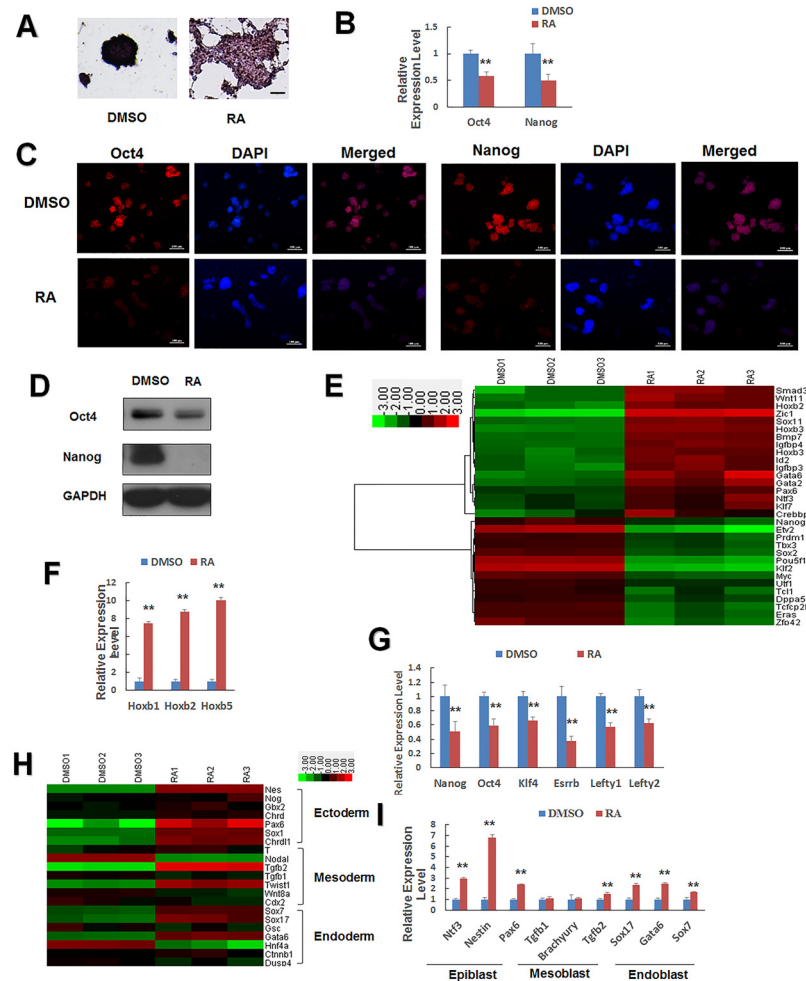 A
DMSO
RA
B
DMSO
RA
Relative
Expression Level
1.5
1
0.5
0
**
**
Oct4
Nanog
C
Oct4
DAPI
Merged
Nanog
DAPI
Merged
DMSO
RA
D
DMSO
RA
Oct4
Nanog
GAPDH
E
-3.00
-2.00
-1.00
0.00
1.00
2.00
3.00
DMSO1
DMSO2
DMSO3
RA1
RA2
RA3
Smad3
Wnt11
Hoxb2
Zic1
Sox11
Hoxb3
Bmp7
Igfbp4
Hoxb3
Id2
Igfbp3
Gata6
Gata2
Pax6
Ntf3
Klf7
Crebbp
Nanog
Etv2
Prdm1
Tbx3
Sox2
Pou5f1
Klf2
Myc
Utf1
Tcl1
Dppa5
Tcfcp2l
Eras
Zfp42
F
DMSO
RA
Relative Expression
Level
12
10
8
6
4
2
0
**
**
**
Hoxb1
Hoxb2
Hoxb5
G
DMSO
RA
Relative Expression Level
1.4
1.2
1
0.8
0.6
0.4
0.2
0
**
**
**
**
**
**
Nanog
Oct4
Klf4
Esrrb
Lefty1
Lefty2
H
DMSO1
DMSO2
DMSO3
RA1
RA2
RA3
-3.00
-2.00
-1.00
0.00
1.00
2.00
3.00
Nes
Nog
Gbx2
Chrd
Pax6
Sox1
Chrdl1
T
Nodal
Tgfb2
Tgfb1
Twist1
Wnt8a
Cdx2
Sox7
Sox17
Gsc
Gata6
Hnf4a
Ctnnb1
Dusp4
Ectoderm
Mesoderm
Endoderm
I
DMSO
RA
Relative Expression
Level
8
7
6
5
4
3
2
1
0
**
**
**
**
**
**
**
Ntf3
Nestin
Pax6
Tgfb1
Brachyury
Tgfb2
Sox17
Gata6
Sox7
Epiblast
Mesoblast
Endoblast